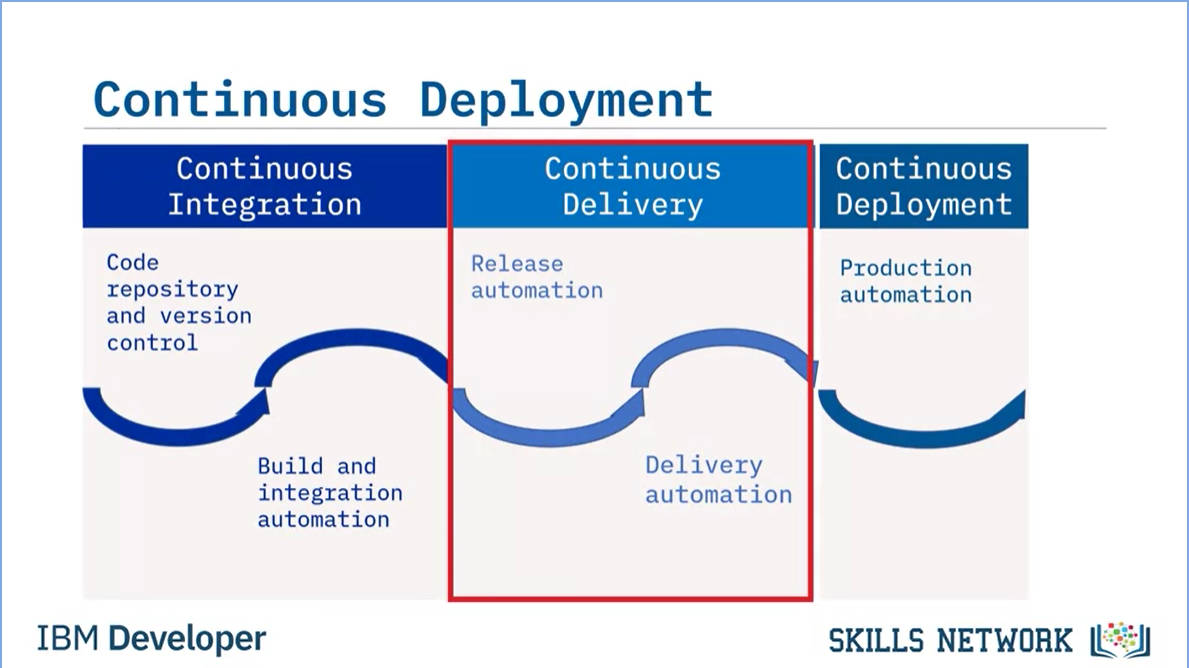 Continuous Deployment
Continuous
Integration
Continuous
Delivery
Continuous
Deployment
Code
repository
and version
control
Build and
integration
automation
Release
automation
Delivery
automation
Production
automation
IBM Developer
SKILLS NETWORK